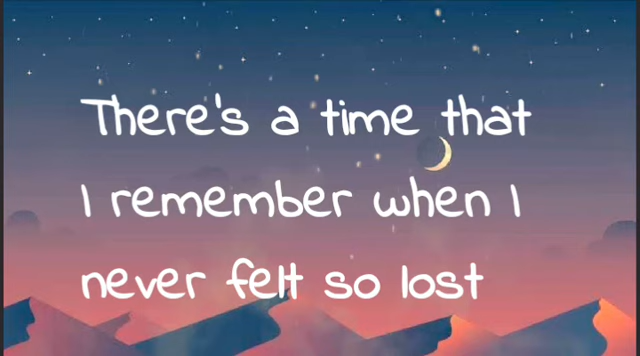 There's a time that
I remember when I
never felt so lost